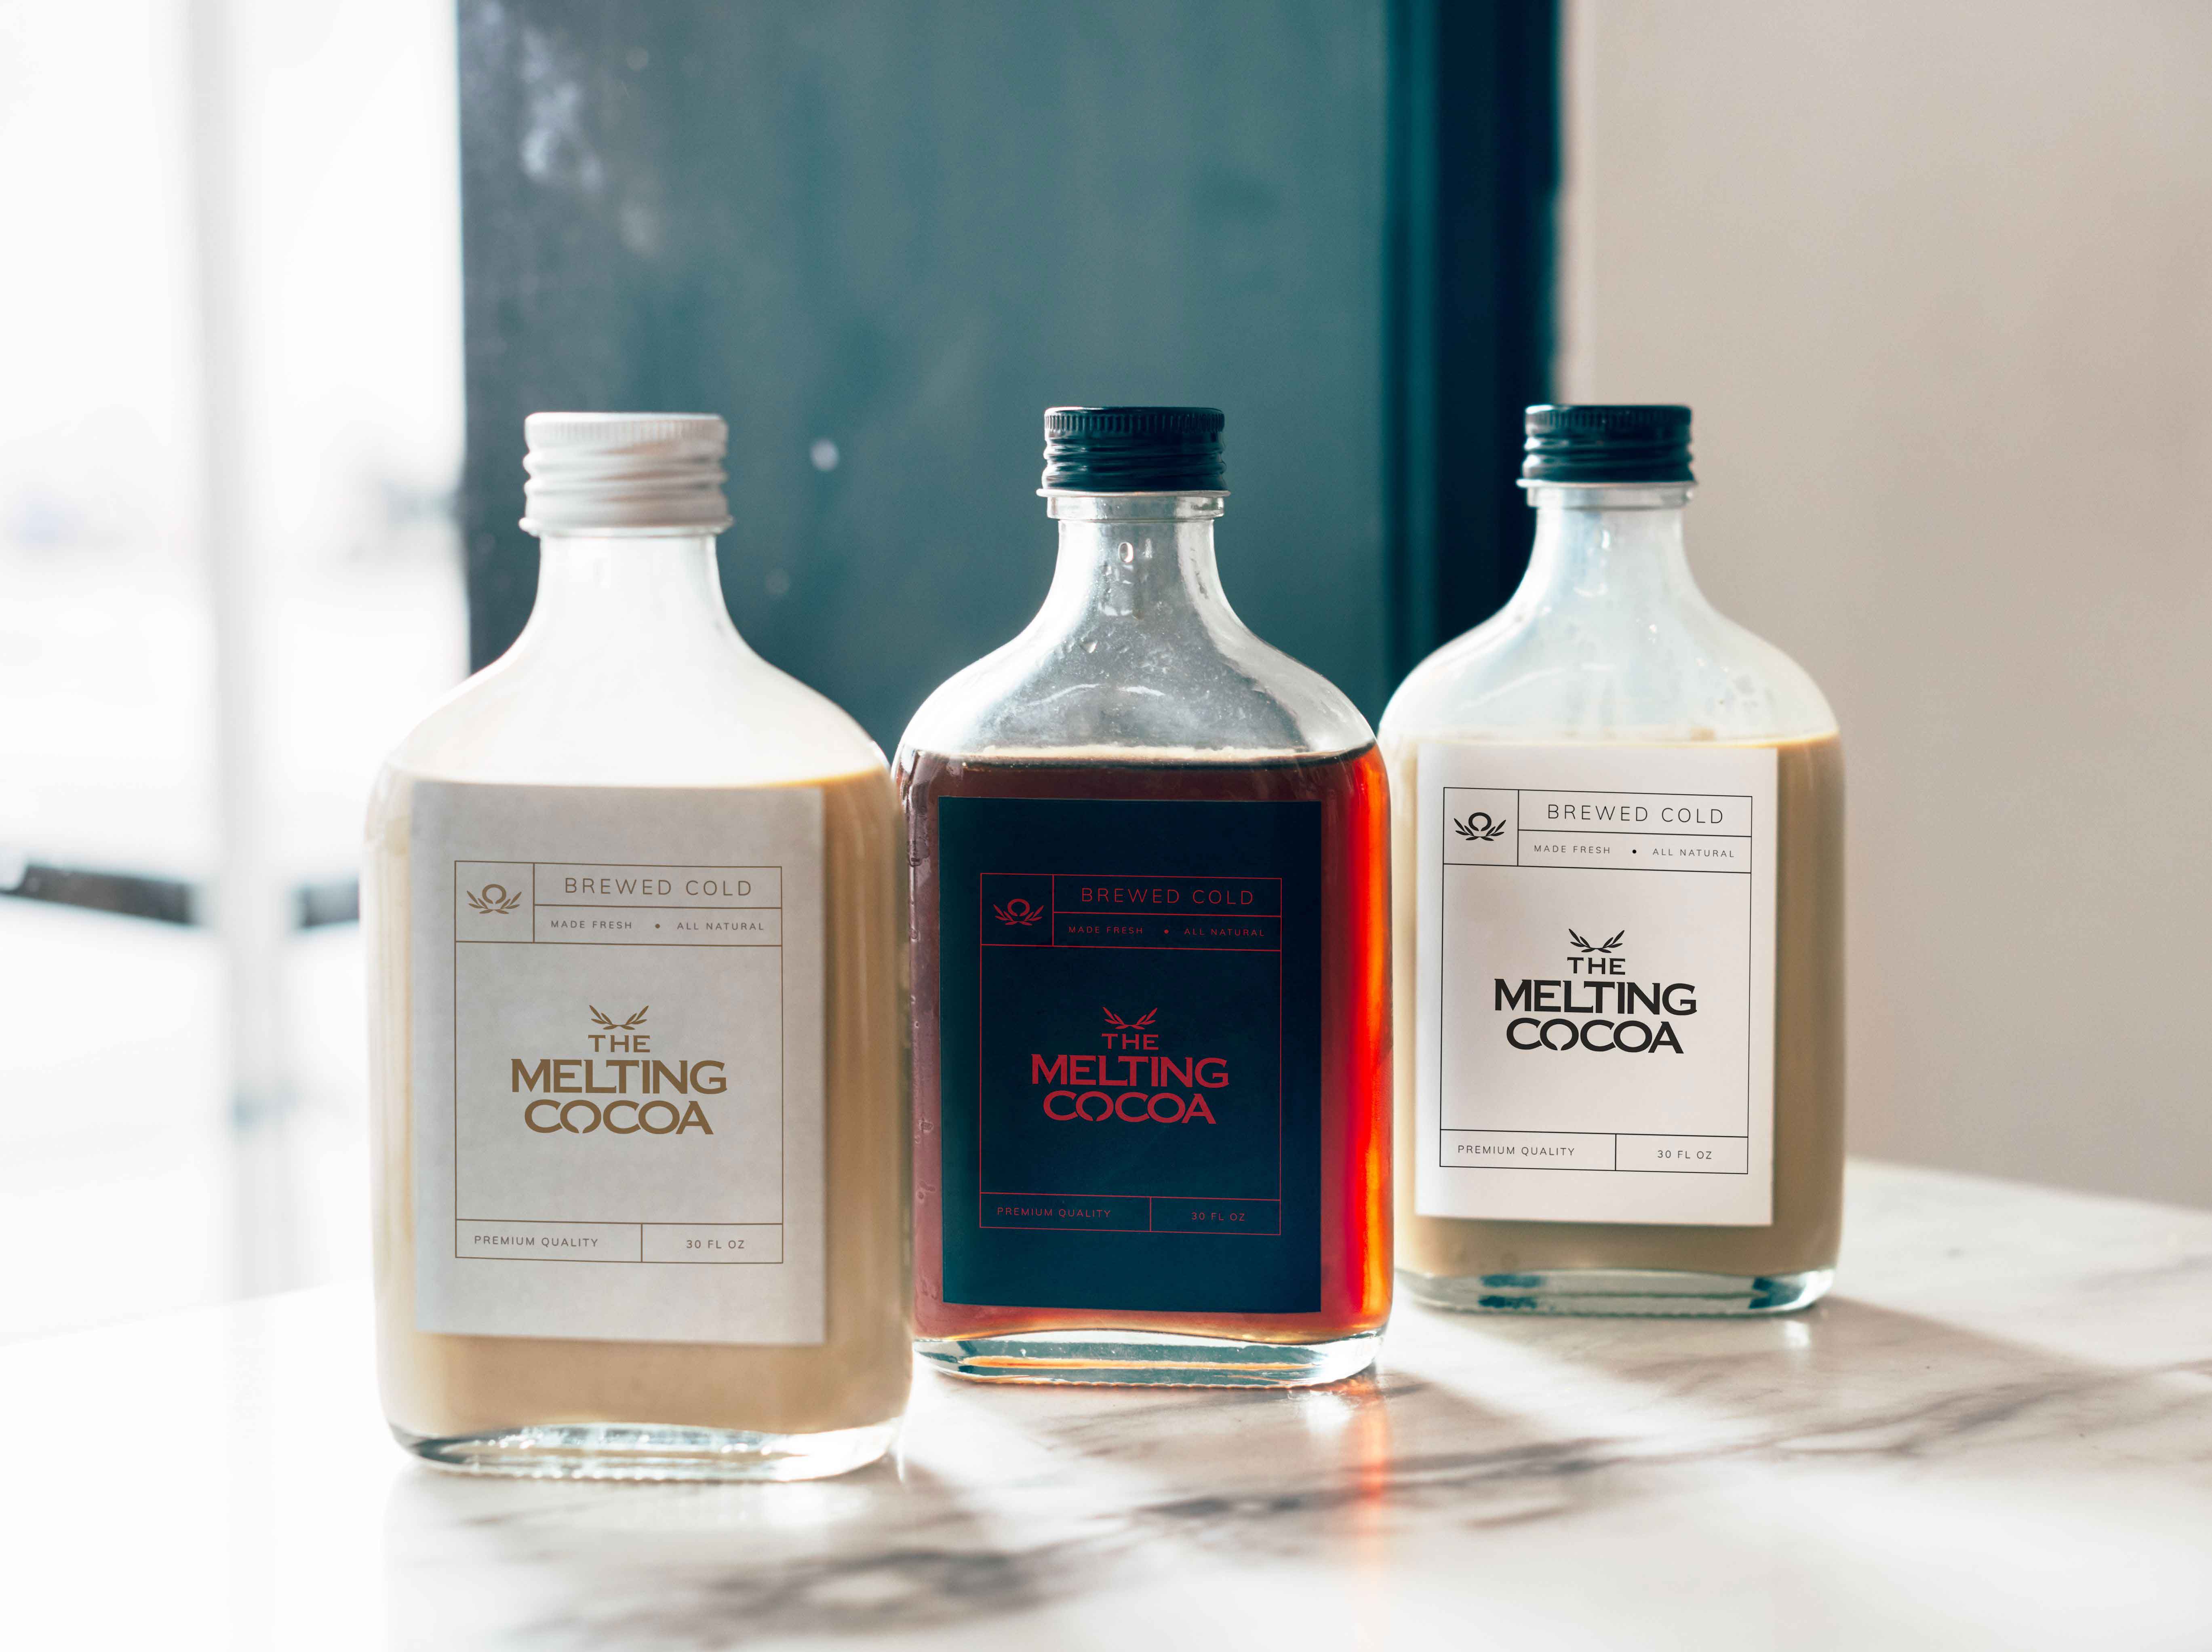 BREWED COLD
MADE FRESH • ALL NATURAL
THE
MELTING
COCOA
PREMIUM QUALITY
30 FL OZ
BREWED COLD
MADE FRESH • ALL NATURAL
THE
MELTING
COCOA
PREMIUM QUALITY
30 FL OZ
BREWED COLD
MADE FRESH • ALL NATURAL
THE
MELTING
COCOA
PREMIUM QUALITY
30 FL OZ